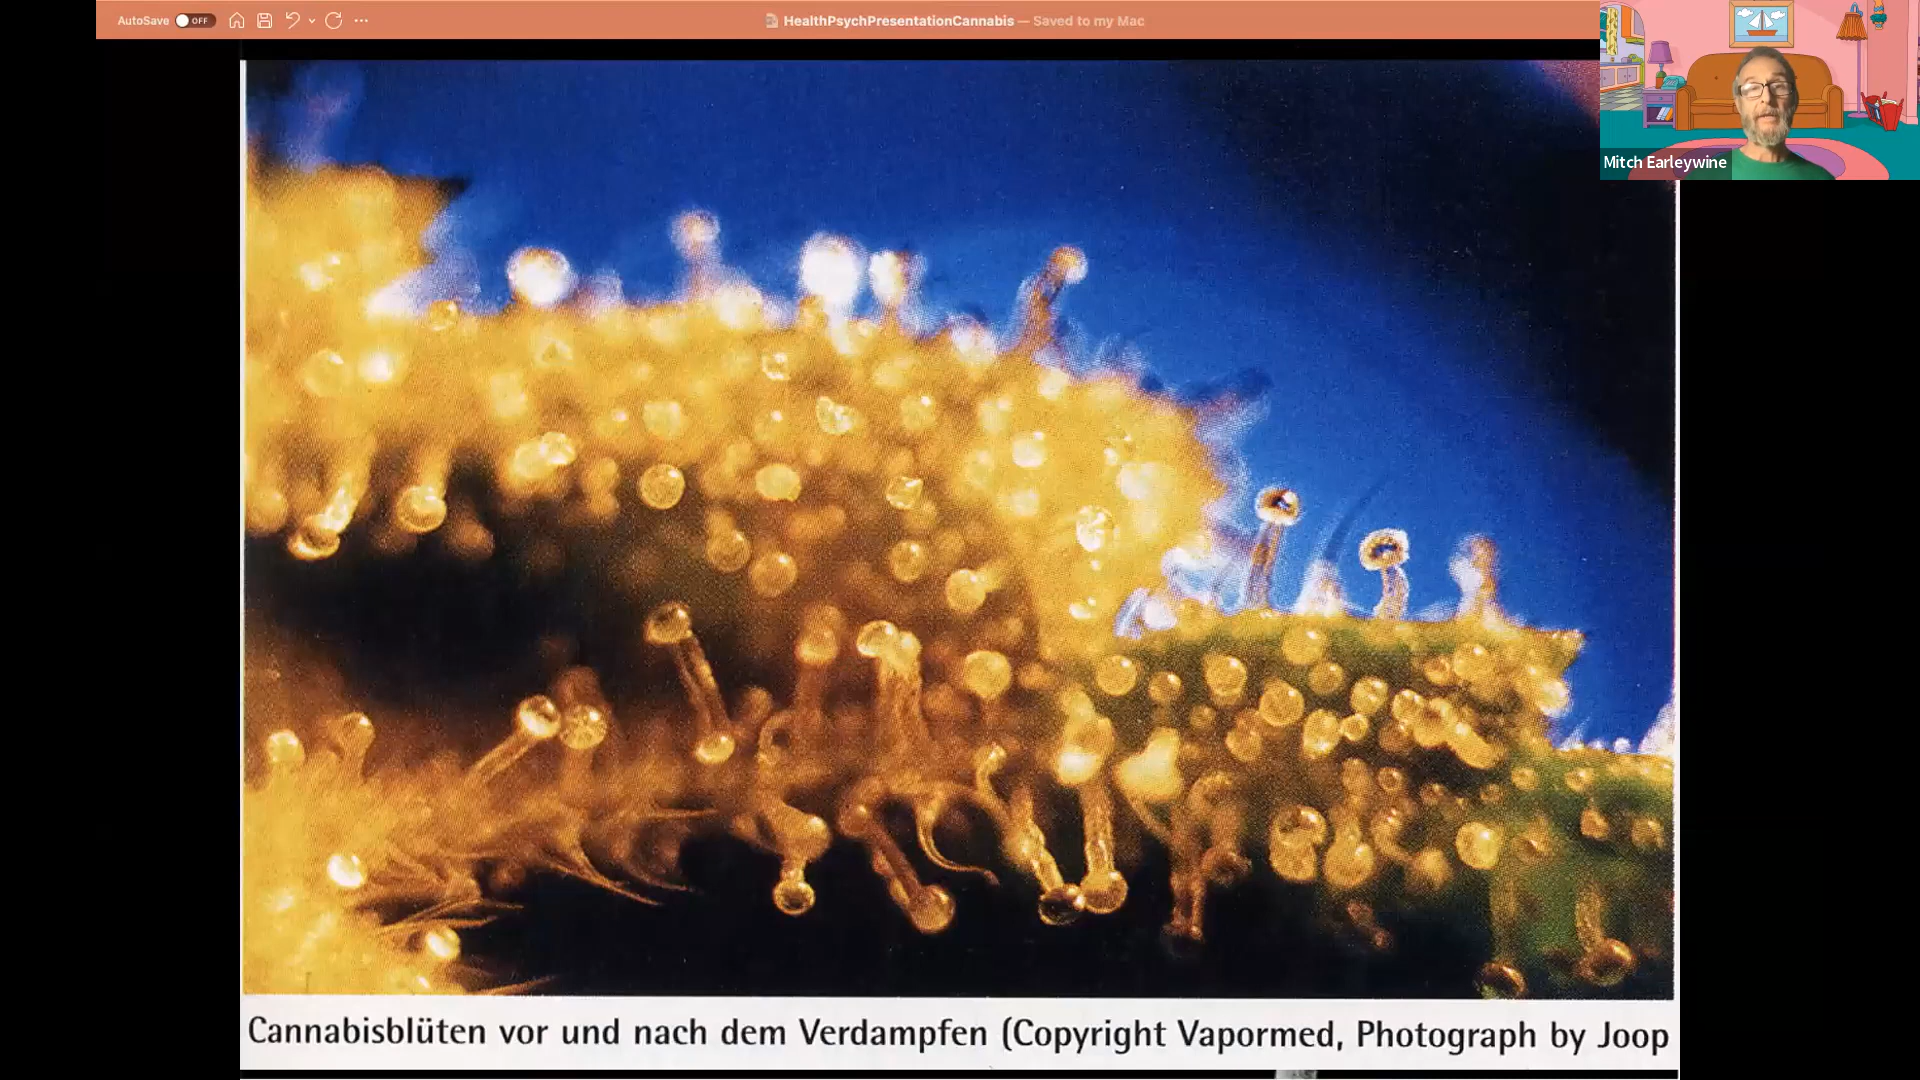 AutoSave OFF
HealthPsychPresentationCannabis — Saved to my Mac
Mitch Earleywine
Cannabisblüten vor und nach dem Verdampfen (Copyright Vapormed, Photograph by Joop